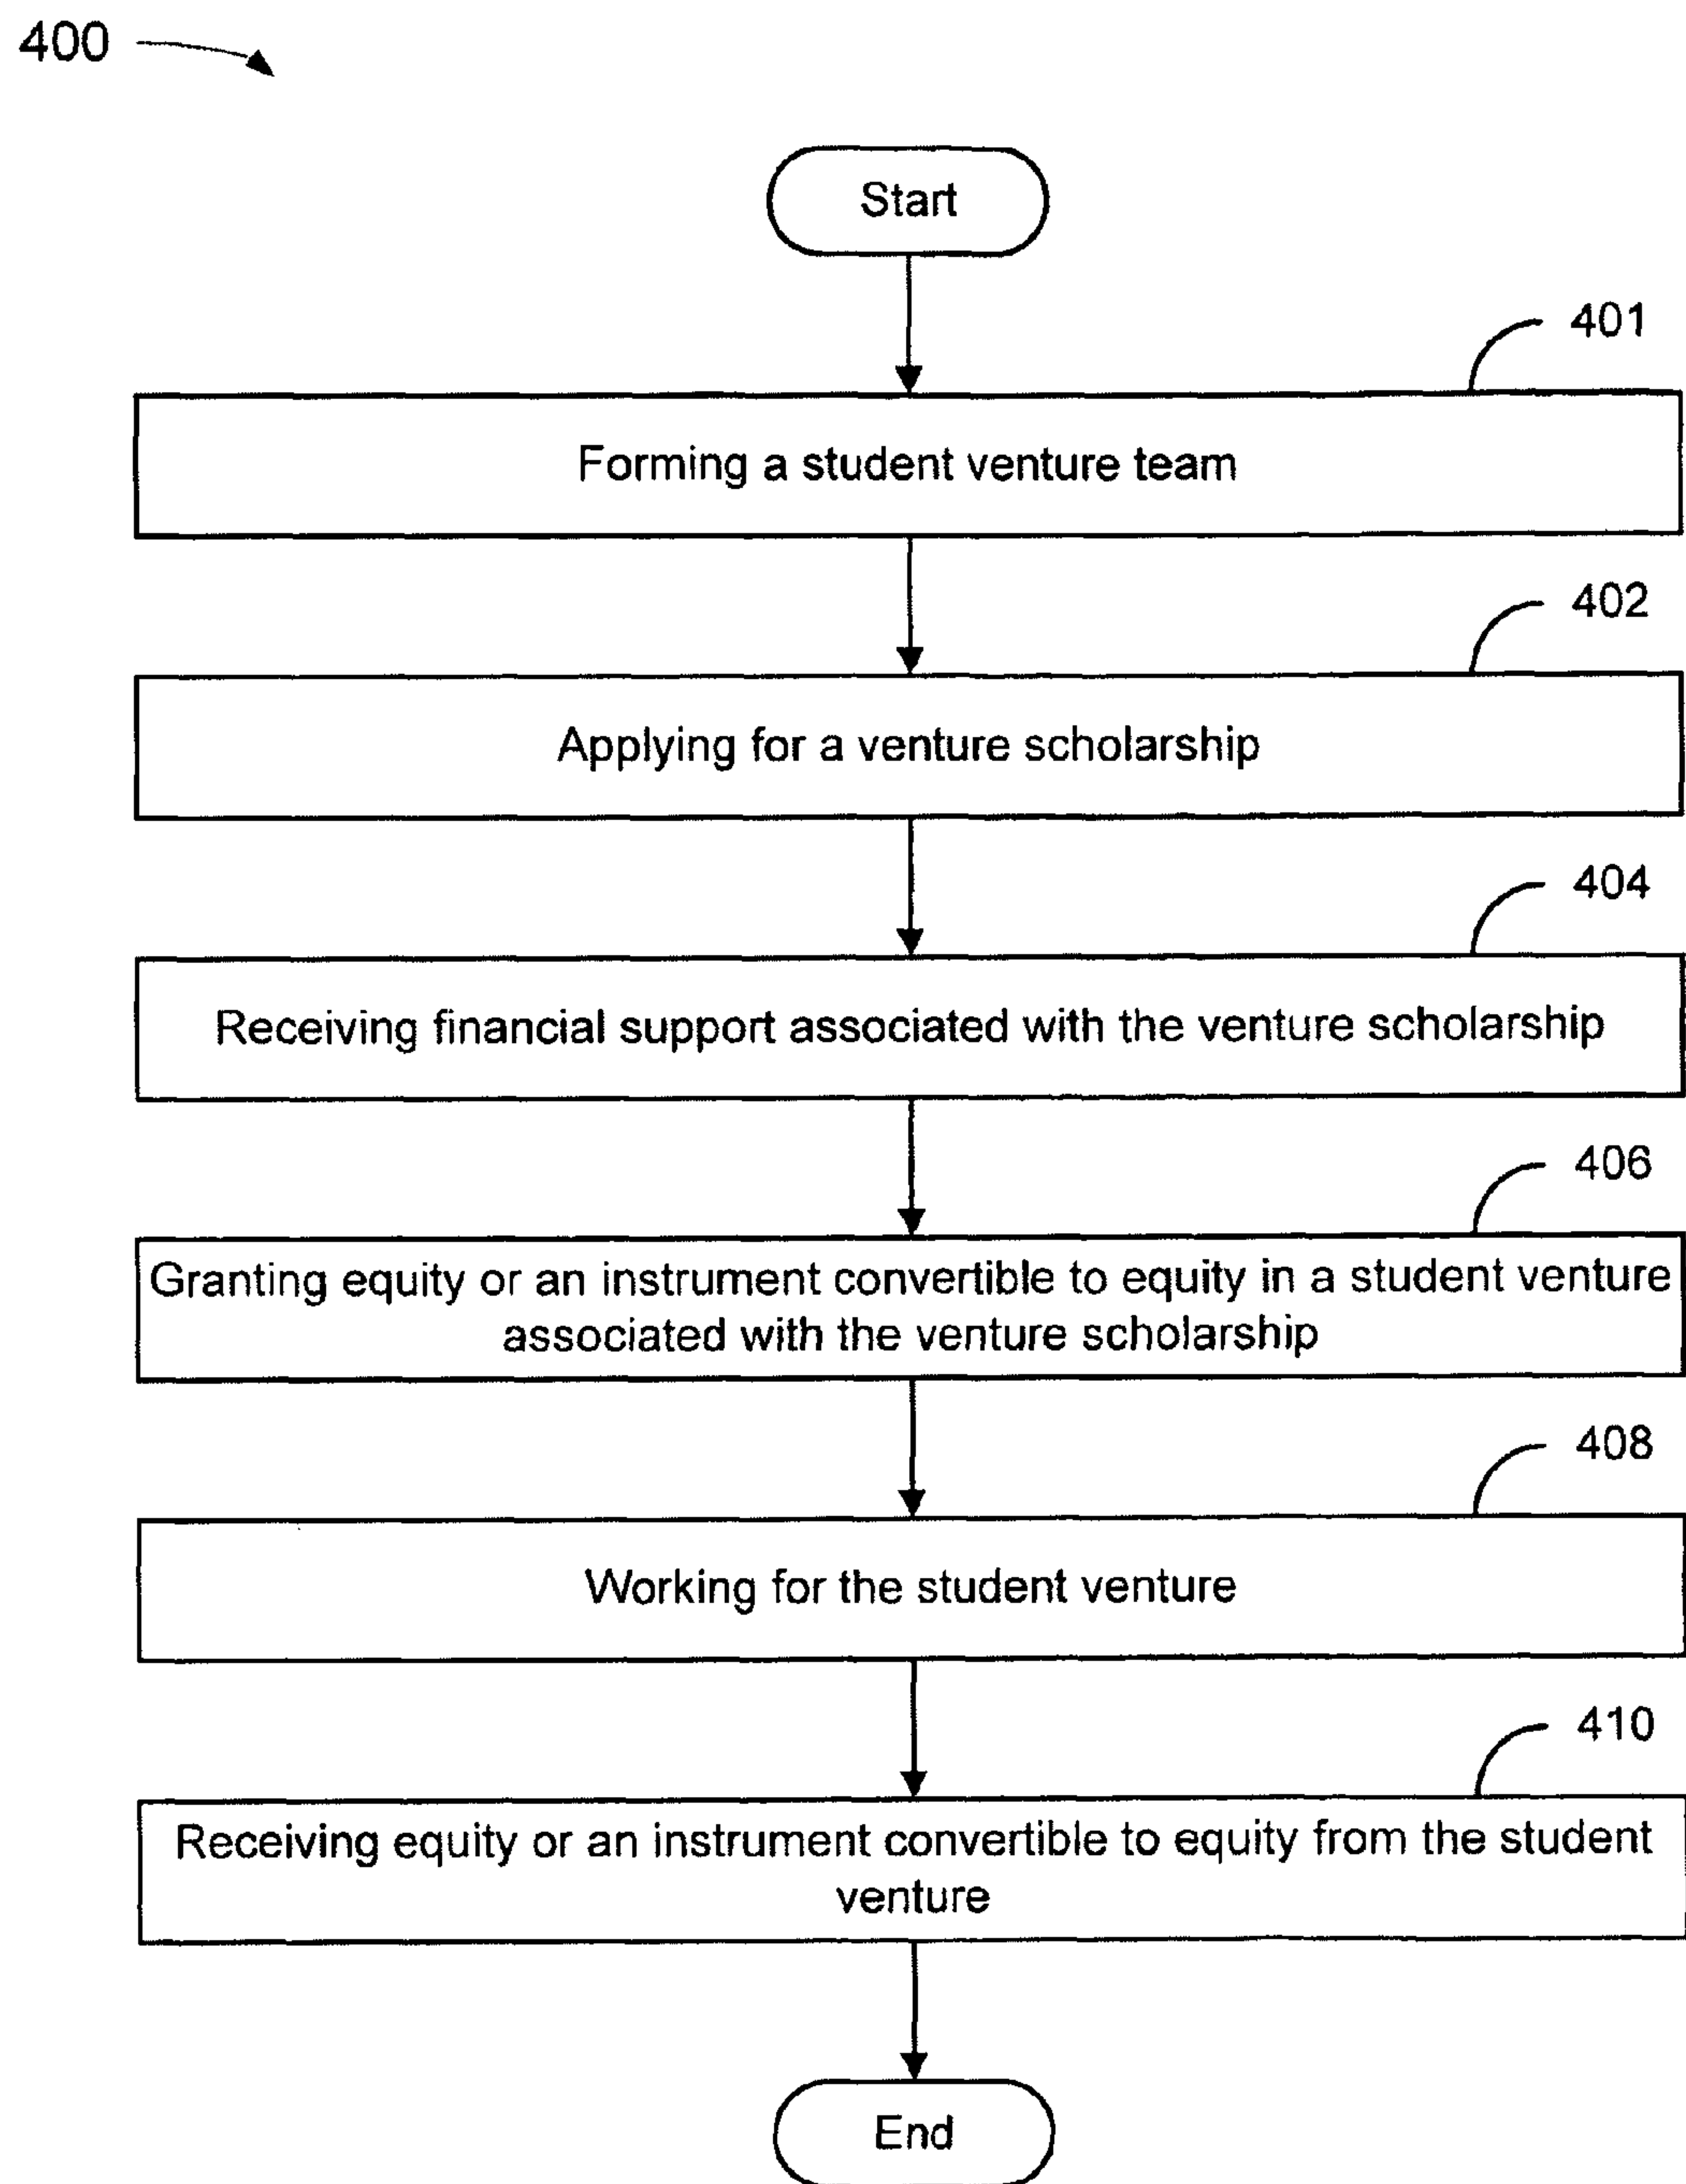 400
Start
401
Forming a student venture team
402
Applying for a venture scholarship
404
Receiving financial support associated with the venture scholarship
406
Granting equity or an instrument convertible to equity in a student venture
associated with the venture scholarship
408
Working for the student venture
410
Receiving equity or an instrument convertible to equity from the student
venture
End